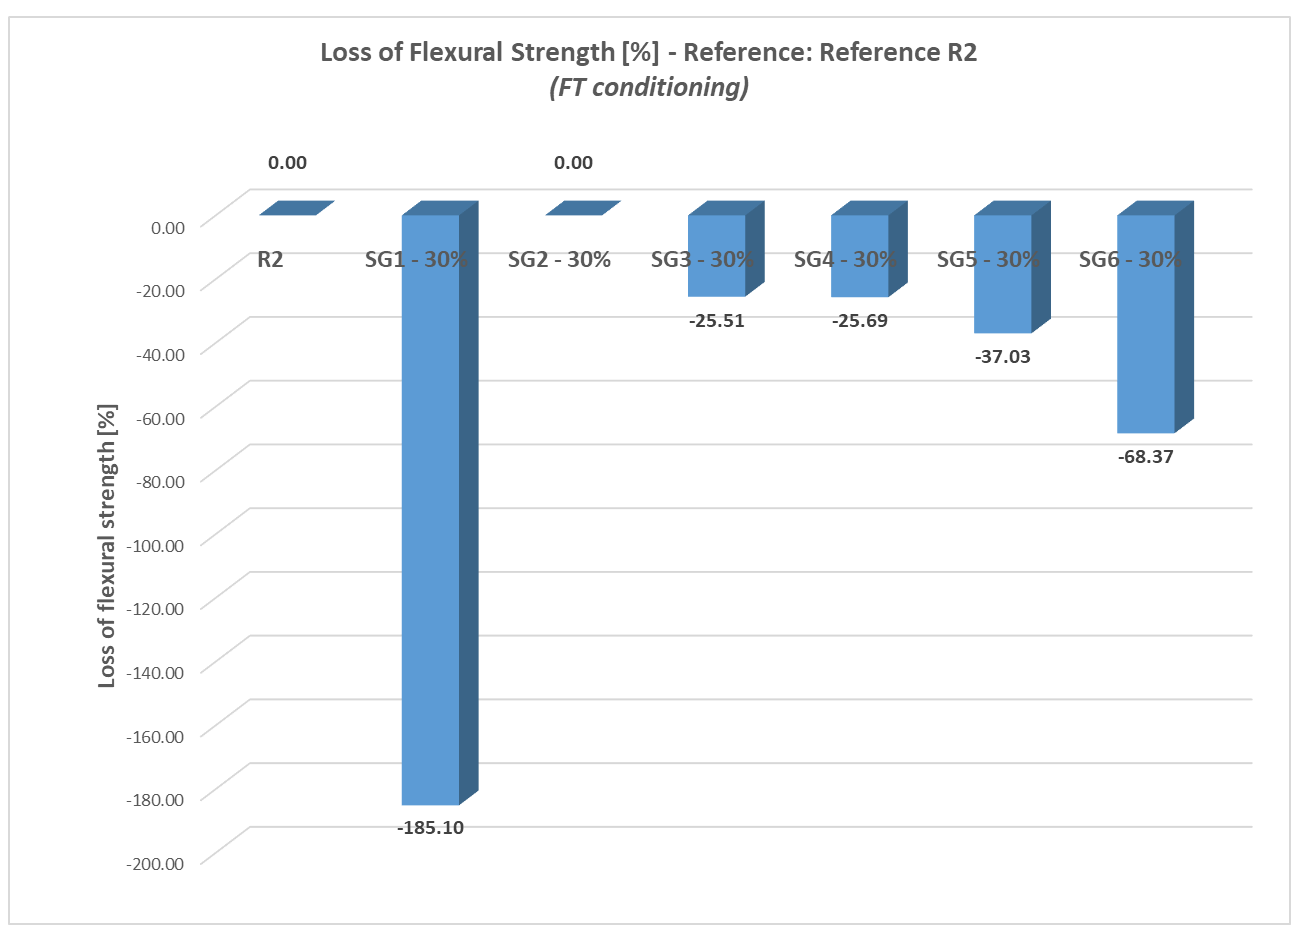 Loss of Flexural Strength [%] - Reference: Reference R2
(FT conditioning)
0.00
0.00
0.00
R2
SG1 - 30%
SG2 - 30%
SG3 - 30%
SG4 - 30%
SG5 - 30%
SG6 - 30%
-20.00
-25.51
-25.69
-37.03
-40.00
-60.00
-68.37
-80.00
-100.00
-120.00
-140.00
-160.00
-180.00
-185.10
-200.00
Loss of flexural strength [%]